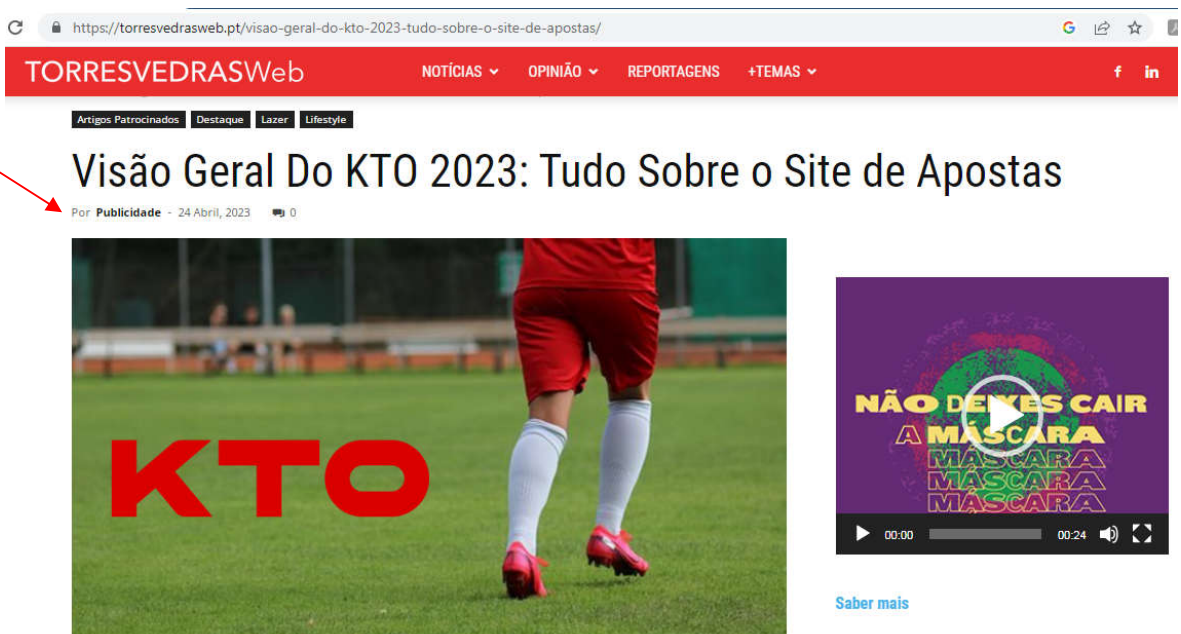 https://torresvedrasweb.pt/visao-geral-do-kto-2023-tudo-sobre-o-site-de-apostas/
TORRESVEDRASWeb NOTÍCIAS OPINIÃO REPORTAGENS +TEMAS f in
Artigos Patrocinados Destaque Lazer Lifestyle
Visão Geral Do KTO 2023: Tudo Sobre o Site de Apostas
Por Publicidade - 24 Abril, 2023 0
KTO
NÃO DEIXES CAIR
A MÁSCARA
MÁSCARA
MÁSCARA
MÁSCARA
00:00 00:24
Saber mais